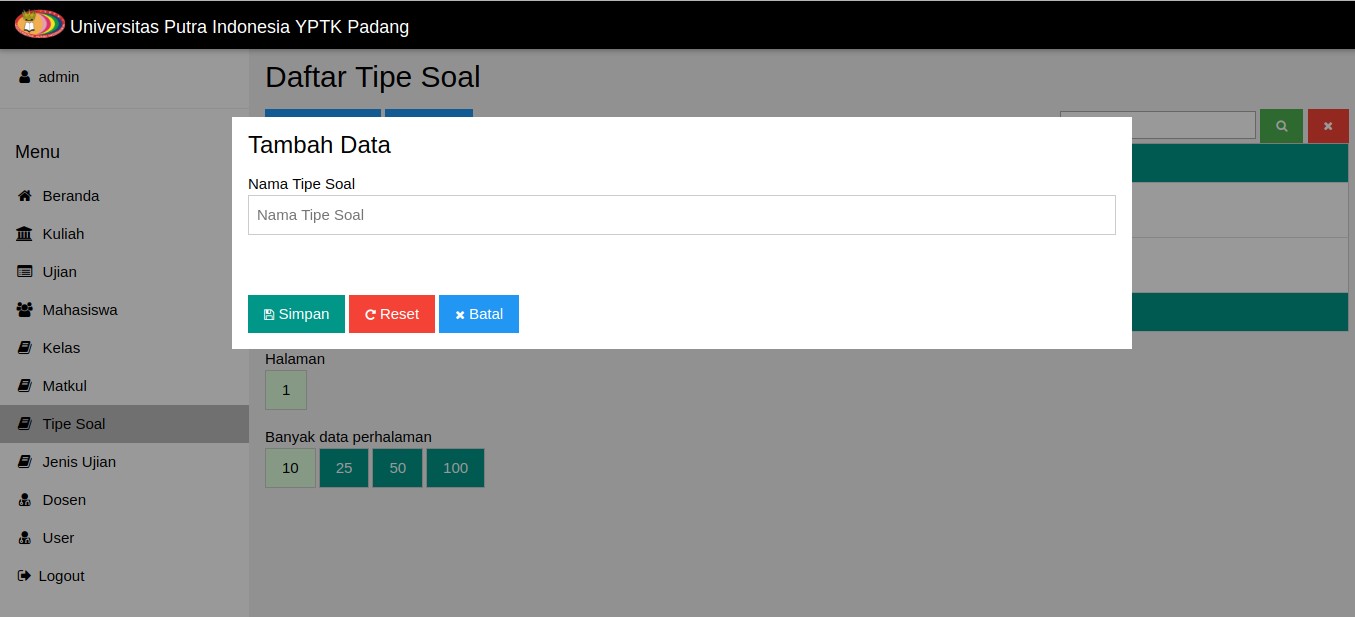 Universitas Putra Indonesia YPTK Padang
admin
Menu
Beranda
Kuliah
Ujian
Mahasiswa
Kelas
Matkul
Tipe Soal
Jenis Ujian
Dosen
User
Logout
Daftar Tipe Soal
Tambah Data
Nama Tipe Soal
Nama Tipe Soal
Simpan Reset Batal
Halaman
1
Banyak data perhalaman
10 25 50 100